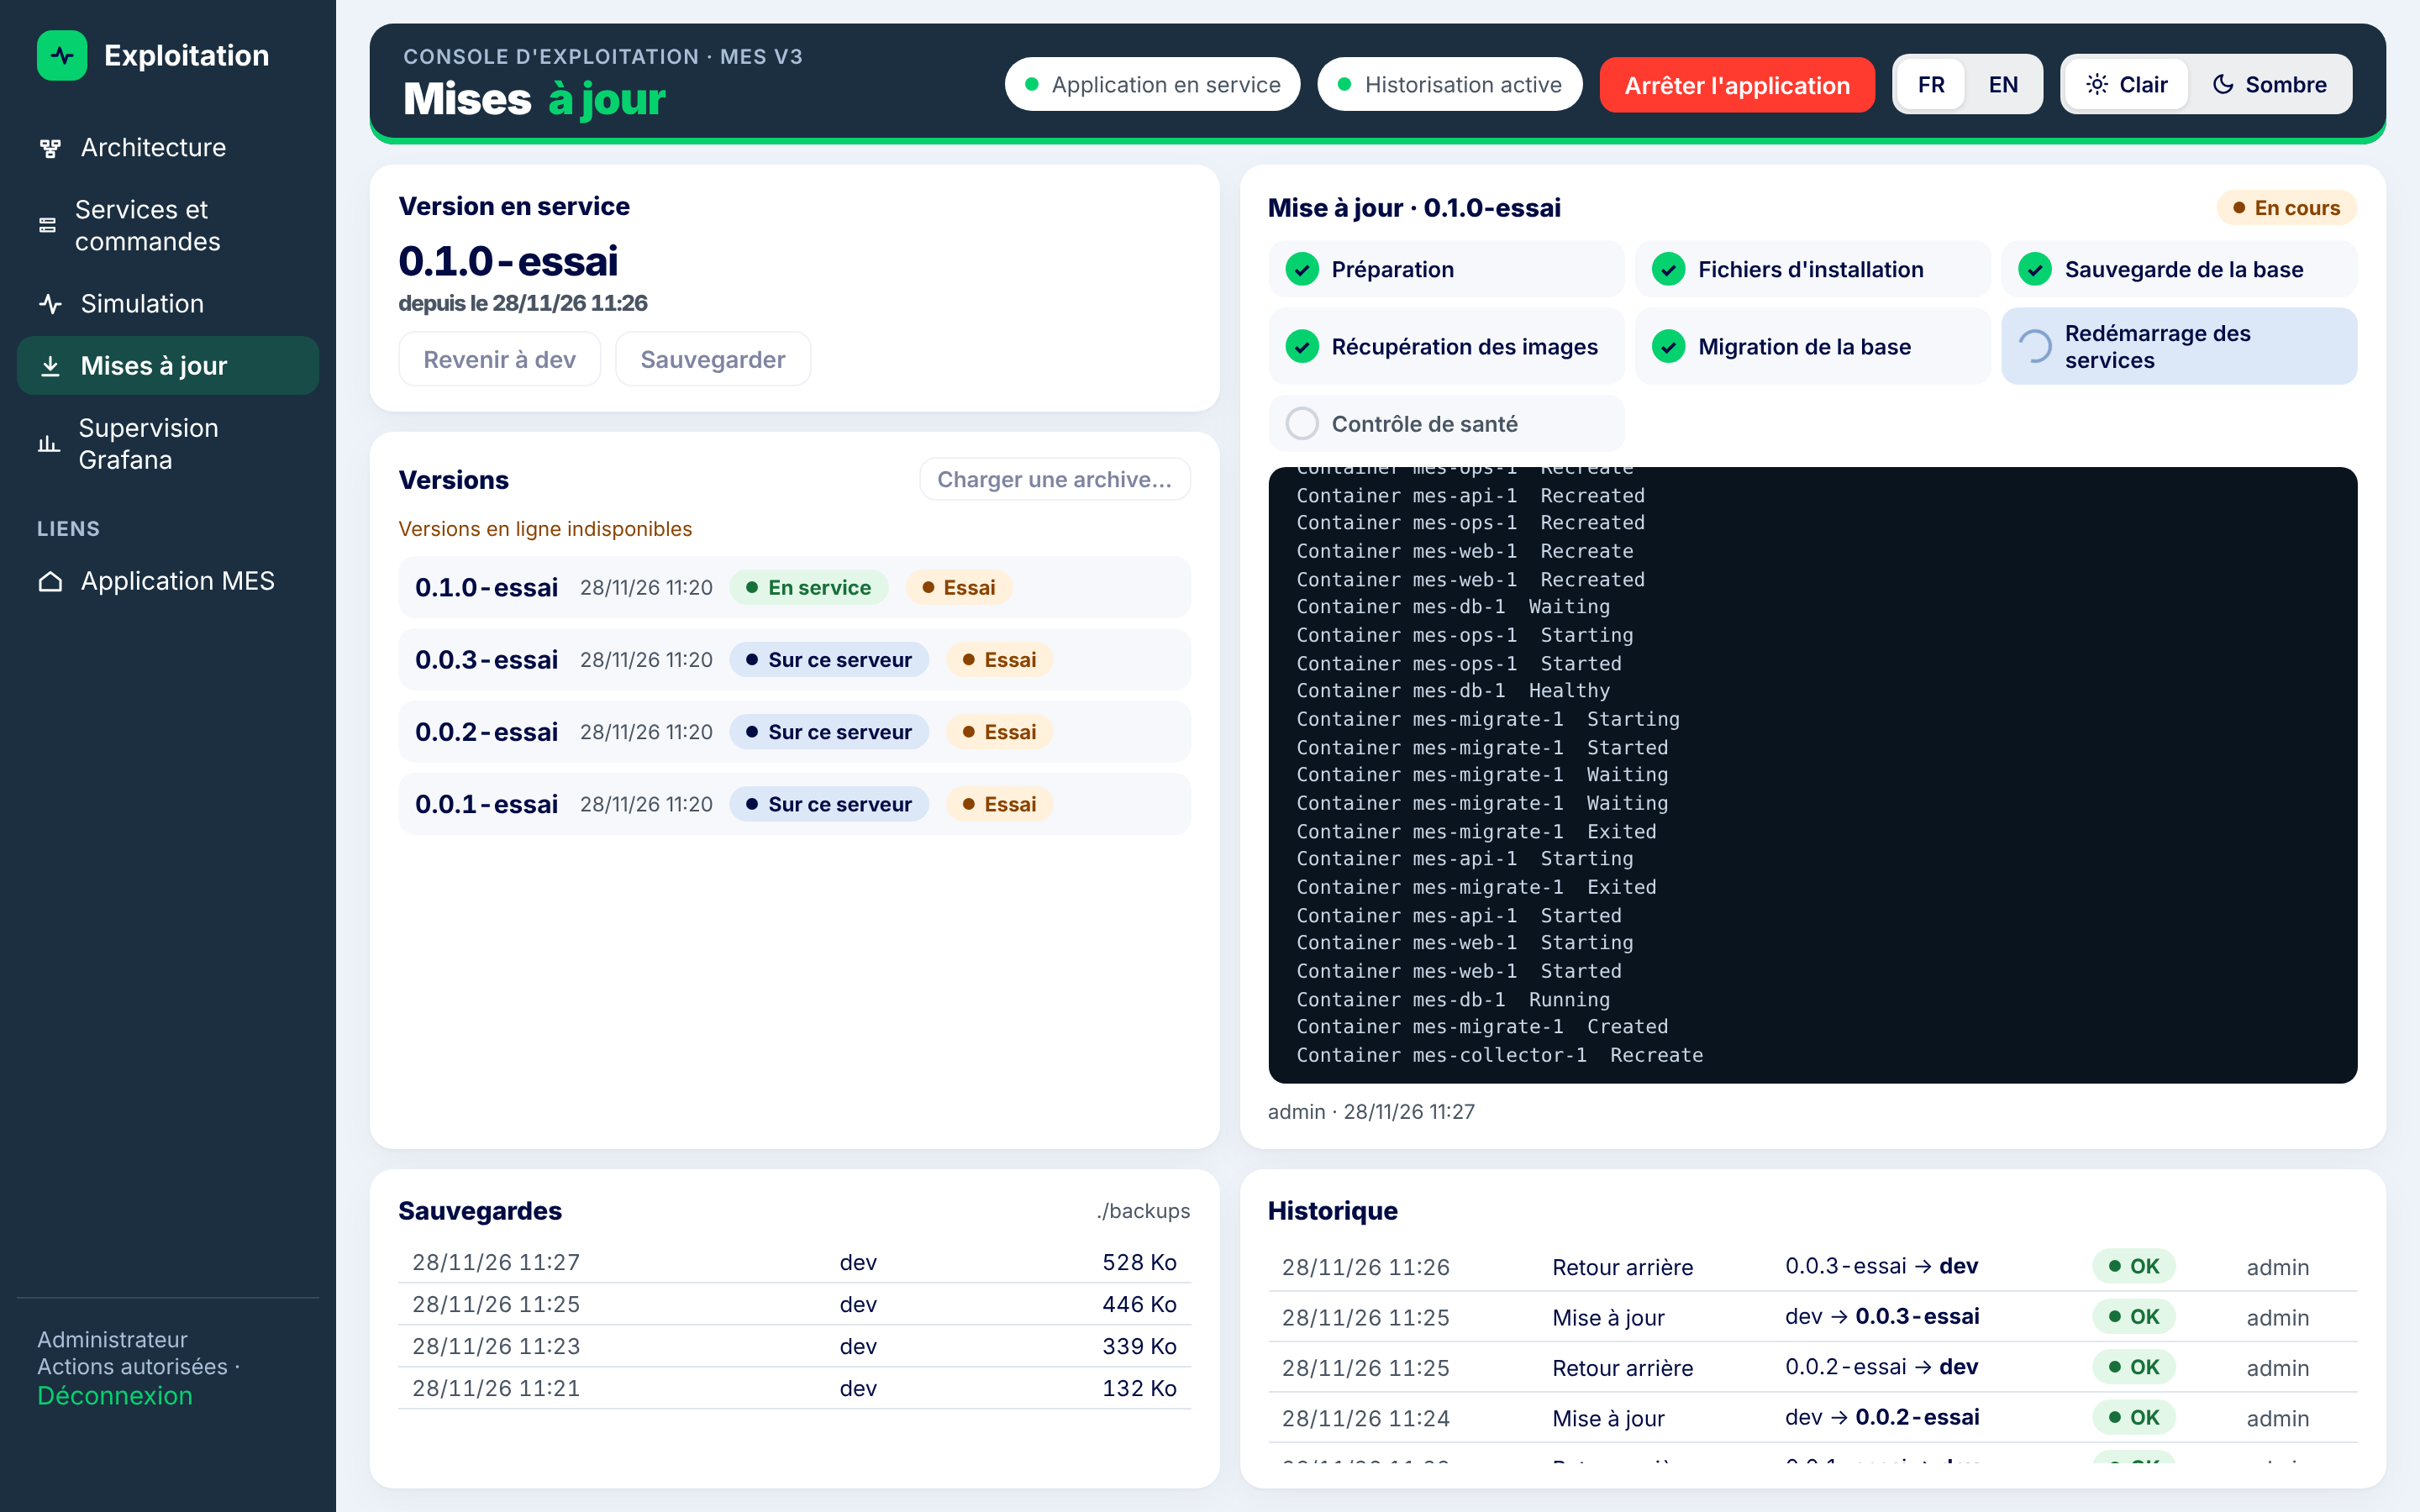 Exploitation
Architecture
Services et
commandes
Simulation
Mises à jour
Supervision
Grafana
LIENS
Application MES
Administrateur
Actions autorisées ·
Déconnexion
CONSOLE D'EXPLOITATION · MES V3
Mises à jour
Application en service
Historisation active
Arrêter l'application
FR EN
Clair Sombre
Version en service
0.1.0-essai
depuis le 28/11/26 11:26
Revenir à dev Sauvegarder
Versions Charger une archive...
Versions en ligne indisponibles
0.1.0-essai 28/11/26 11:20 En service Essai
0.0.3-essai 28/11/26 11:20 Sur ce serveur Essai
0.0.2-essai 28/11/26 11:20 Sur ce serveur Essai
0.0.1-essai 28/11/26 11:20 Sur ce serveur Essai
Mise à jour · 0.1.0-essai En cours
Préparation Fichiers d'installation Sauvegarde de la base
Récupération des images Migration de la base Redémarrage des
services
Contrôle de santé
Container mes-ops-1 Recreate
Container mes-api-1 Recreated
Container mes-ops-1 Recreated
Container mes-web-1 Recreate
Container mes-web-1 Recreated
Container mes-db-1 Waiting
Container mes-ops-1 Starting
Container mes-ops-1 Started
Container mes-db-1 Healthy
Container mes-migrate-1 Starting
Container mes-migrate-1 Started
Container mes-migrate-1 Waiting
Container mes-migrate-1 Waiting
Container mes-migrate-1 Exited
Container mes-api-1 Starting
Container mes-migrate-1 Exited
Container mes-api-1 Started
Container mes-web-1 Starting
Container mes-web-1 Started
Container mes-db-1 Running
Container mes-migrate-1 Created
Container mes-collector-1 Recreate
admin · 28/11/26 11:27
Sauvegardes ./backups
28/11/26 11:27 dev 528 Ko
28/11/26 11:25 dev 446 Ko
28/11/26 11:23 dev 339 Ko
28/11/26 11:21 dev 132 Ko
Historique
28/11/26 11:26 Retour arrière 0.0.3-essai → dev OK admin
28/11/26 11:25 Mise à jour dev → 0.0.3-essai OK admin
28/11/26 11:25 Retour arrière 0.0.2-essai → dev OK admin
28/11/26 11:24 Mise à jour dev → 0.0.2-essai OK admin